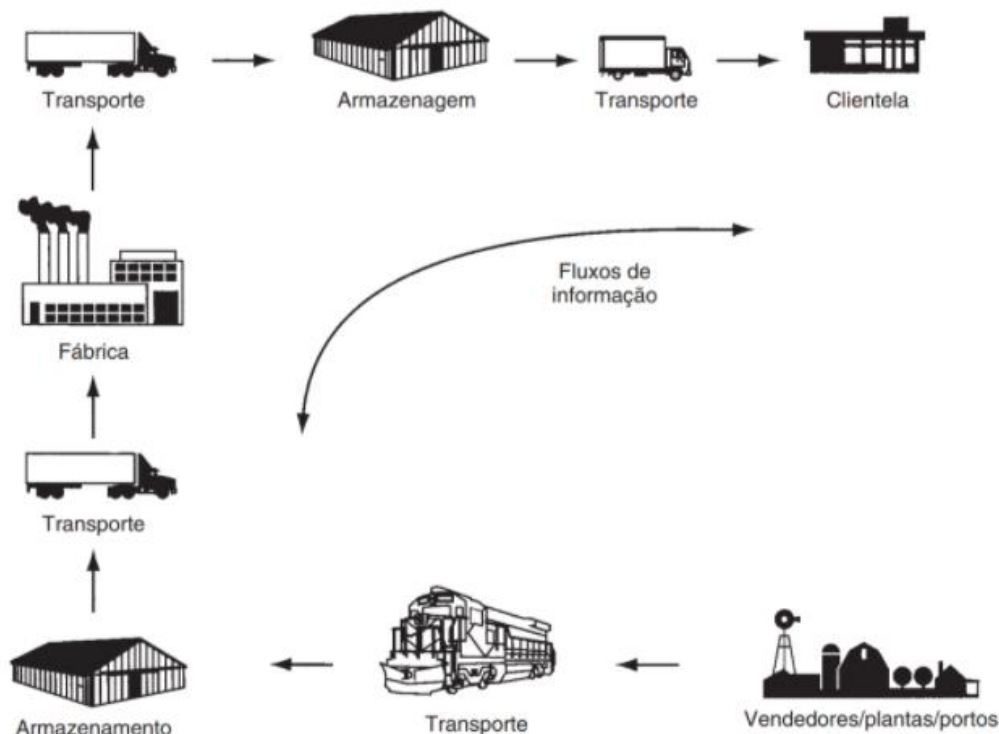 Transporte
Armazenagem
Transporte
Clientela
Fluxos de
informação
Fábrica
Transporte
Armazenamento
Transporte
Vendedores/plantas/portos